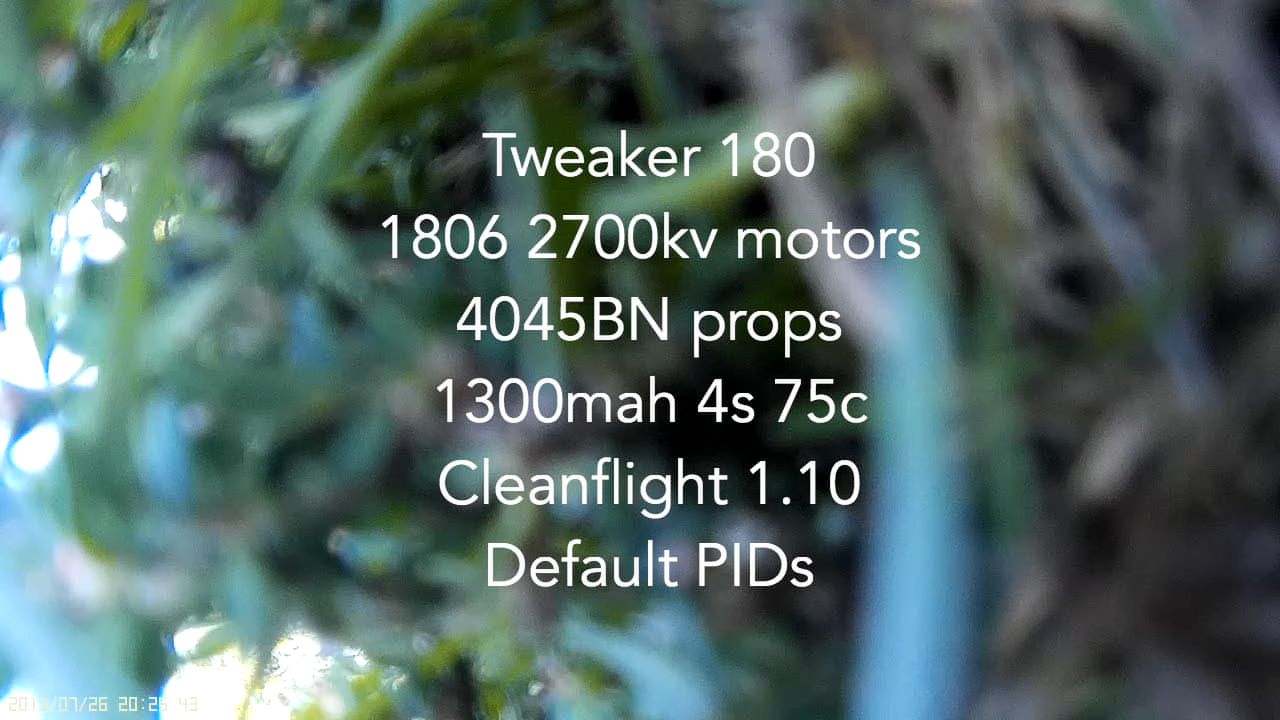 Tweaker 180
1806 2700kv motors
4045BN props
1300mah 4s 75c
Cleanflight 1.10
Default PIDs